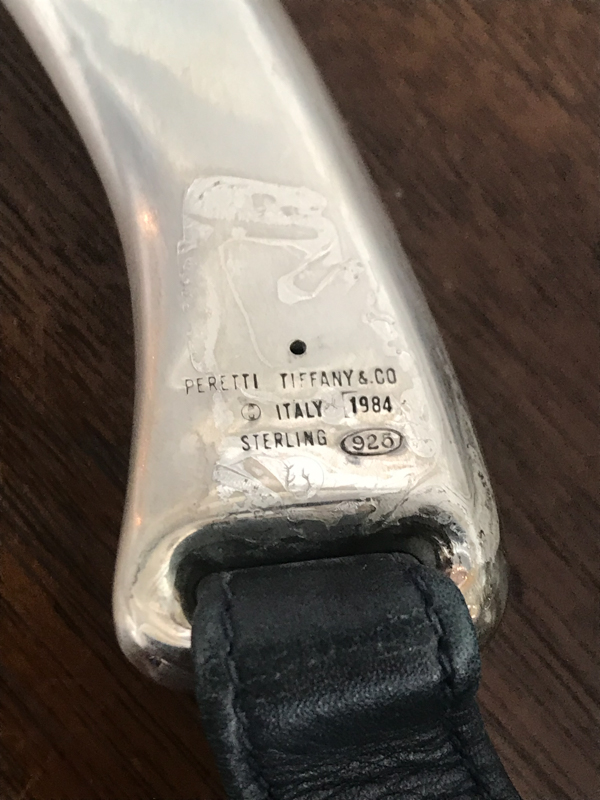 PERETTI TIFFANY & CO
© ITALY 1984
STERLING 925